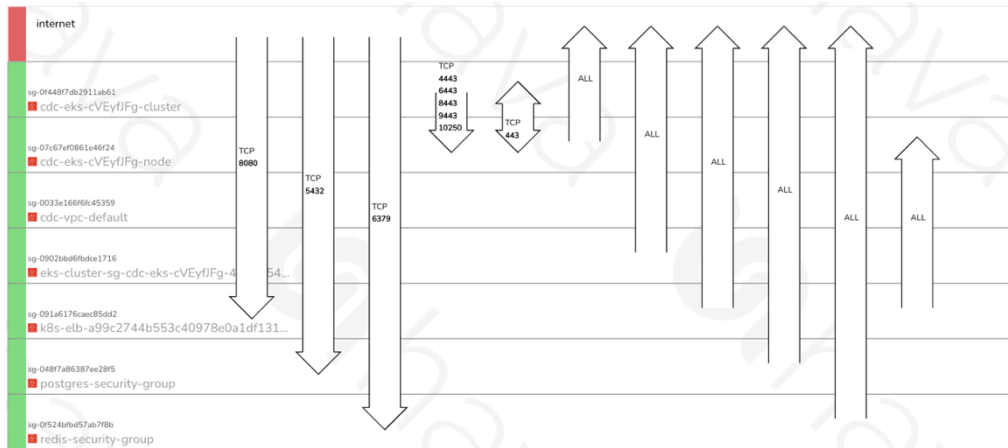 internet
sg-0f448f7db2911ab61
cdc-eks-cVEyfJFg-cluster
sg-07c67ef0861e46f24
cdc-eks-cVEyfJFg-node
sg-0033e166f6fc45359
cdc-vpc-default
sg-0902bbd6fbdce1716
eks-cluster-sg-cdc-eks-cVEyfJFg-4 54...
sg-091a6176caec85dd2
k8s-elb-a99c2744b553c40978e0a1df131...
sg-048f7a86387ee28f5
postgres-security-group
sg-0f524bfbd57ab7f8b
redis-security-group
TCP
8080
TCP
5432
TCP
6379
TCP
4443
6443
8443
9443
10250
TCP
443
ALL
ALL
ALL
ALL
ALL
ALL